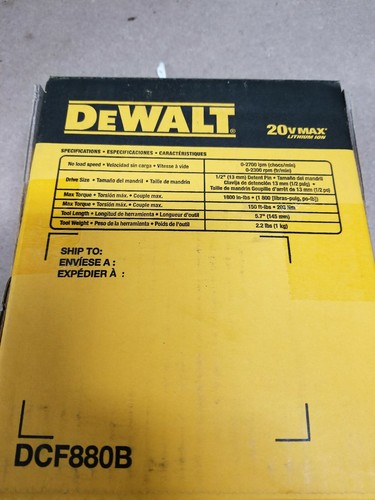 DEWALT®
20V MAX*
LITHIUM ION
SPECIFICATIONS • ESPECIFICACIONES • CARACTÉRISTIQUES
No load speed • Velocidad sin carga • Vitesse à vide
0-2700 ipm (chocs/min)
0-2300 rpm (tr/min)
Drive Size • Tamaño del mandril • Taille de mandrin
1/2" (13 mm) Detent Pin • Tamaño del mandril
Clavija de detención 13 mm (1/2 pulg) •
Taille de mandrin Goupille d'arrêt de 13 mm (1/2 po)
Max Torque • Torsión máx. • Couple max.
1800 in-lbs • (1 800 [libras-pulg, po-lb])
Max Torque • Torsión máx. • Couple max.
150 ft-lbs • 203 Nm
Tool Length • Longitud de herramienta • Longueur d'outil
5.7" (145 mm)
Tool Weight • Peso de la herramienta • Poids de l'outil
2.2 lbs (1 kg)
SHIP TO:
ENVÍESE A :
EXPÉDIER À :
DCF880B